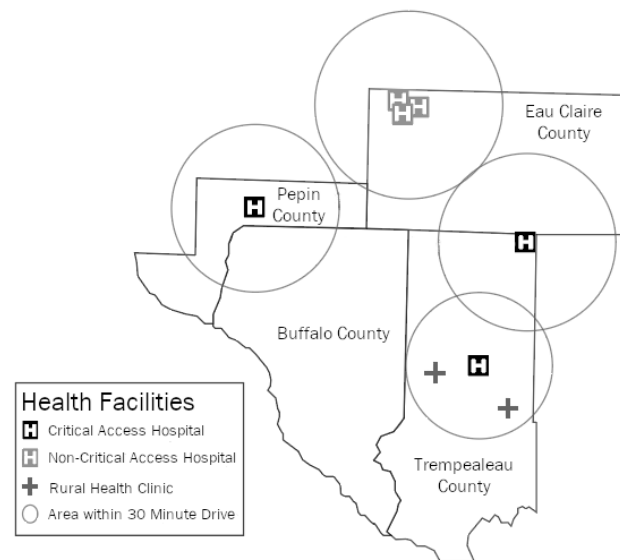 Eau Claire
County
Pepin
County
Buffalo County
H
H
H
H
H
H
Trempealeau
County
Health Facilities
H Critical Access Hospital
H Non-Critical Access Hospital
Rural Health Clinic
Area within 30 Minute Drive